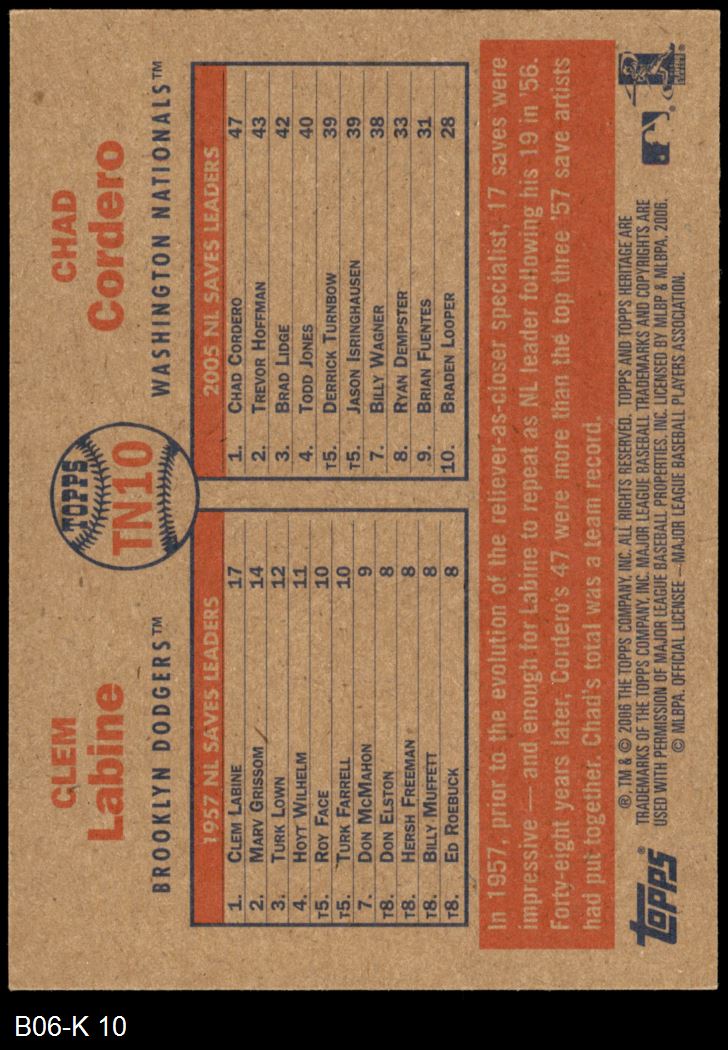 CLEM
Labine
BROOKLYN DODGERS™
TOPPS
TN10
CHAD
Cordero
WASHINGTON NATIONALS™
1957 NL SAVES LEADERS
1. CLEM LABINE 17
2. MARV GRISSOM 14
3. TURK LOWN 12
4. HOYT WILHELM 11
T5. ROY FACE 10
T5. TURK FARRELL 10
7. DON MCMAHON 9
T8. DON ELSTON 8
T8. HERSH FREEMAN 8
T8. BILLY MUFFETT 8
T8. ED ROEBUCK 8
2005 NL SAVES LEADERS
1. CHAD CORDERO 47
2. TREVOR HOFFMAN 43
3. BRAD LIDGE 42
4. TODD JONES 40
T5. DERRICK TURNBOW 39
T5. JASON ISRINGHAUSEN 39
7. BILLY WAGNER 38
8. RYAN DEMPSTER 33
9. BRIAN FUENTES 31
10. BRADEN LOOPER 28
In 1957, prior to the evolution of the reliever-as-closer specialist, 17 saves were
impressive — and enough for Labine to repeat as NL leader following his 19 in '56.
Forty-eight years later, Cordero's 47 were more than the top three '57 save artists
had put together. Chad's total was a team record.
TOPPS
®, TM & © 2006 THE TOPPS COMPANY, INC. ALL RIGHTS RESERVED. TOPPS AND TOPPS HERITAGE ARE
TRADEMARKS OF THE TOPPS COMPANY, INC. MAJOR LEAGUE BASEBALL TRADEMARKS AND COPYRIGHTS ARE
USED WITH PERMISSION OF MAJOR LEAGUE BASEBALL PROPERTIES, INC. LICENSED BY MLBP & MLBPA, 2006.
© MLBPA. OFFICIAL LICENSEE —MAJOR LEAGUE BASEBALL PLAYERS ASSOCIATION.
B06-K 10